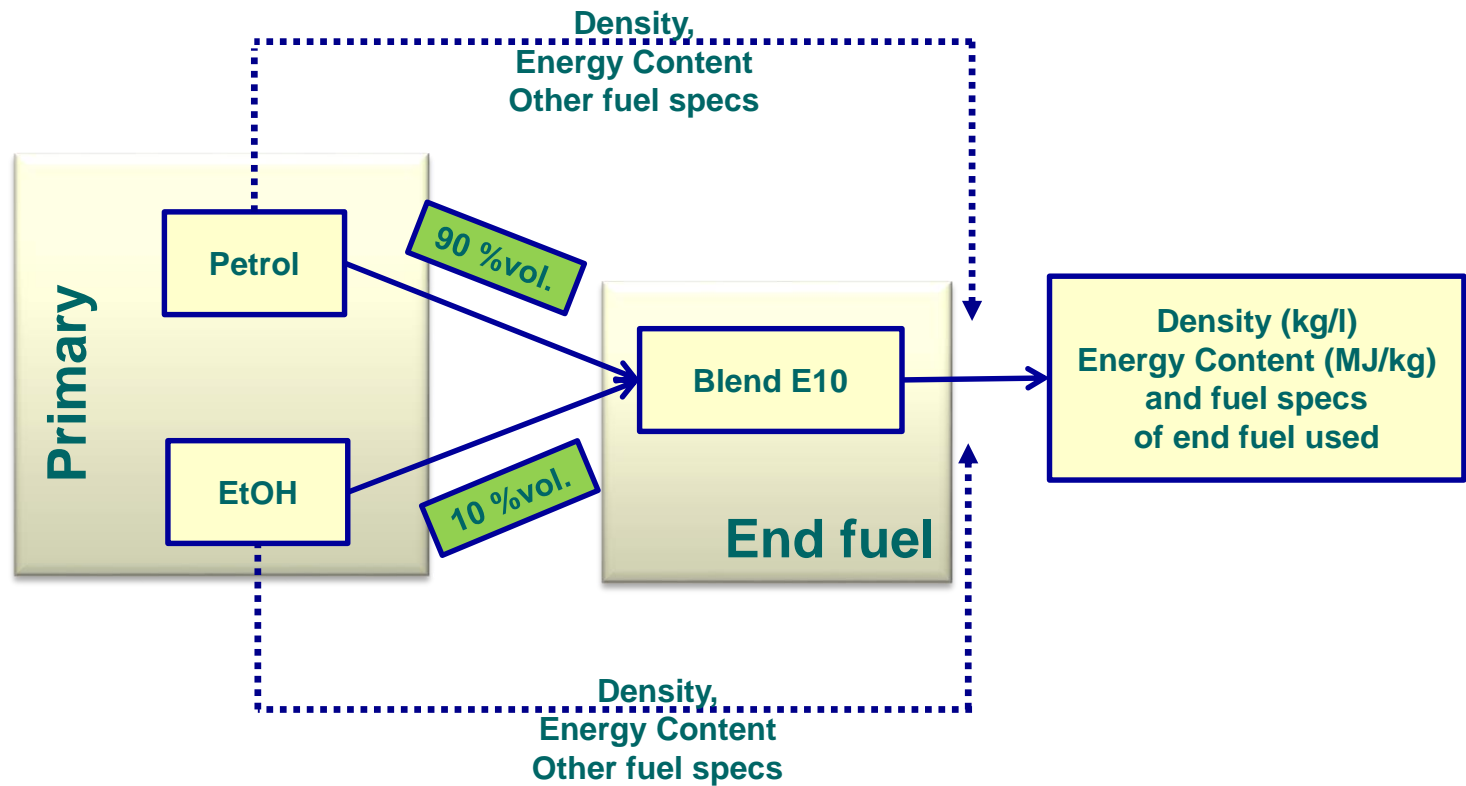 Density,
Energy Content
Other fuel specs
Primary
Petrol
90 %vol.
EtOH
10 %vol.
Blend E10
End fuel
Density (kg/l)
Energy Content (MJ/kg)
and fuel specs
of end fuel used
Density,
Energy Content
Other fuel specs